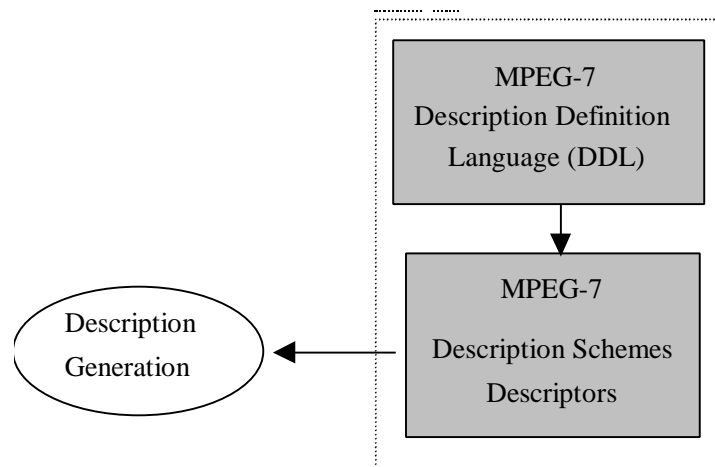 MPEG-7
Description Definition
Language (DDL)
MPEG-7
Description Schemes
Descriptors
Description
Generation